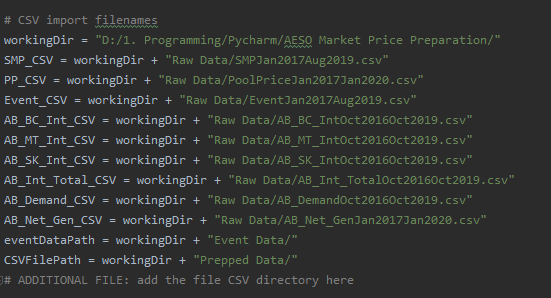 # CSV import filenames
workingDir = "D:/1. Programming/Pycharm/AESO Market Price Preparation/"
SMP_CSV = workingDir + "Raw Data/SMPJan2017Aug2019.csv"
PP_CSV = workingDir + "Raw Data/PoolPriceJan2017Jan2020.csv"
Event_CSV = workingDir + "Raw Data/EventJan2017Aug2019.csv"
AB_BC_Int_CSV = workingDir + "Raw Data/AB_BC_IntOct2016Oct2019.csv"
AB_MT_Int_CSV = workingDir + "Raw Data/AB_MT_IntOct2016Oct2019.csv"
AB_SK_Int_CSV = workingDir + "Raw Data/AB_SK_IntOct2016Oct2019.csv"
AB_Int_Total_CSV = workingDir + "Raw Data/AB_Int_TotalOct2016Oct2019.csv"
AB_Demand_CSV = workingDir + "Raw Data/AB_DemandOct2016Oct2019.csv"
AB_Net_Gen_CSV = workingDir + "Raw Data/AB_Net_GenJan2017Jan2020.csv"
eventDataPath = workingDir + "Event Data/"
CSVFilePath = workingDir + "Prepped Data/"
# ADDITIONAL FILE: add the file CSV directory here